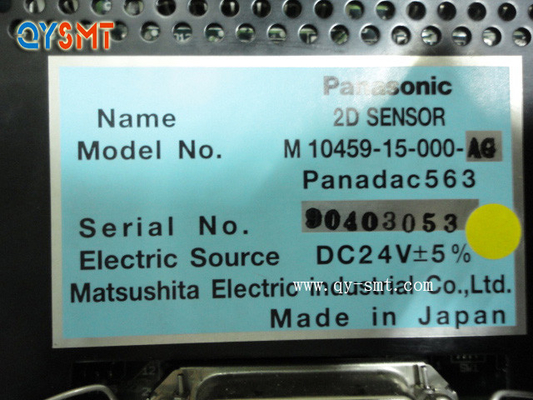 QYSMT
Panasonic
Name 2D SENSOR
Model No. M 10459-15-000-AG
Panadac563
Serial No. 90403053
Electric Source DC24V±5%
www.qy-smt.com
Matsushita Electric industrial Co.,Ltd.
Made in Japan